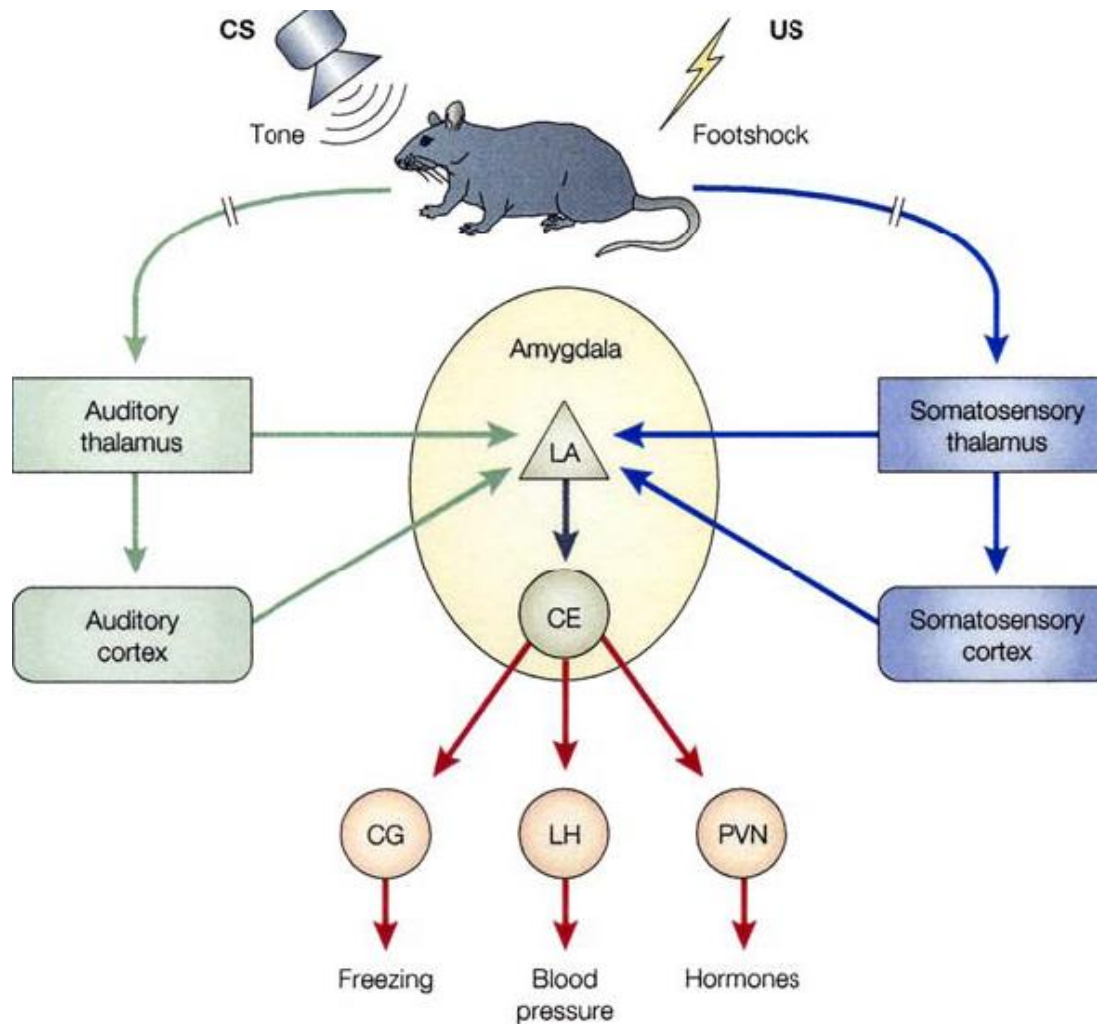 CS
US
Tone
Footshock
Amygdala
Auditory
thalamus
LA
Somatosensory
thalamus
Auditory
cortex
CE
Somatosensory
cortex
CG
LH
PVN
Freezing
Blood
pressure
Hormones